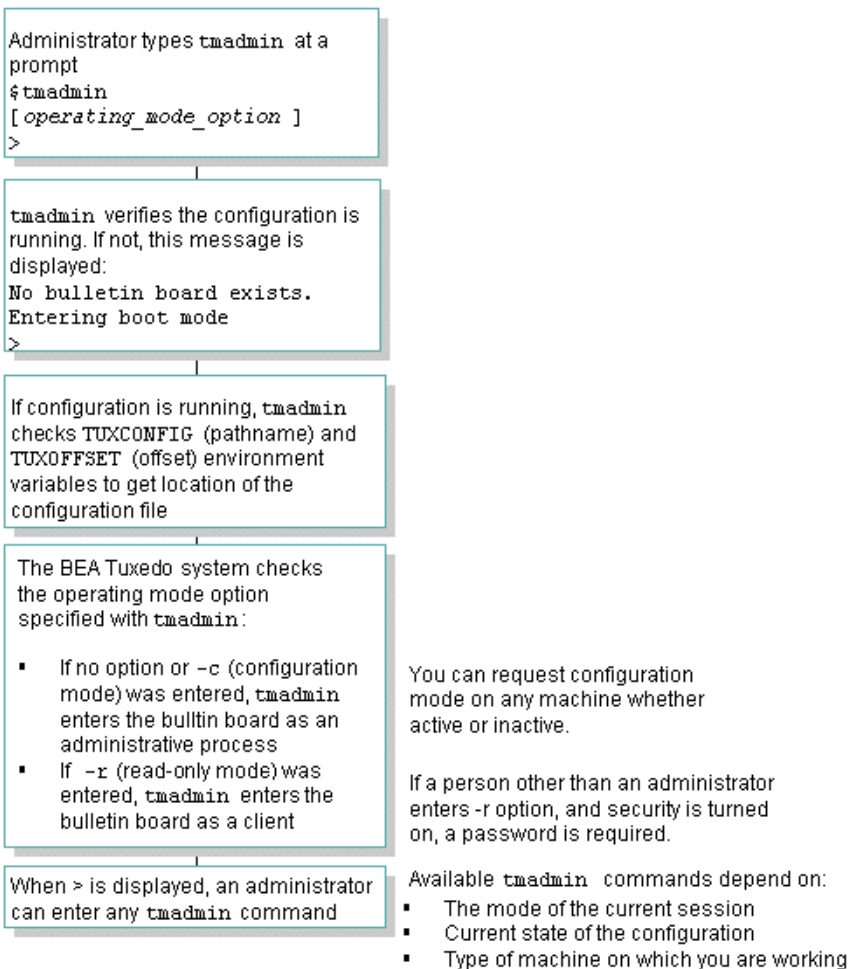 Administrator types tmadmin at a
prompt
$tmadmin
[operating_mode_option ]
>
tmadmin verifies the configuration is
running. If not, this message is
displayed:
No bulletin board exists.
Entering boot mode
>
If configuration is running, tmadmin
checks TUXCONFIG (pathname) and
TUXOFFSET (offset) environment
variables to get location of the
configuration file
The BEA Tuxedo system checks
the operating mode option
specified with tmadmin:
▪ If no option or -c (configuration
mode) was entered, tmadmin
enters the bulltin board as an
administrative process
▪ If -r (read-only mode) was
entered, tmadmin enters the
bulletin board as a client
You can request configuration
mode on any machine whether
active or inactive.
If a person other than an administrator
enters -r option, and security is turned
on, a password is required.
When > is displayed, an administrator
can enter any tmadmin command
Available tmadmin commands depend on:
▪ The mode of the current session
▪ Current state of the configuration
▪ Type of machine on which you are working